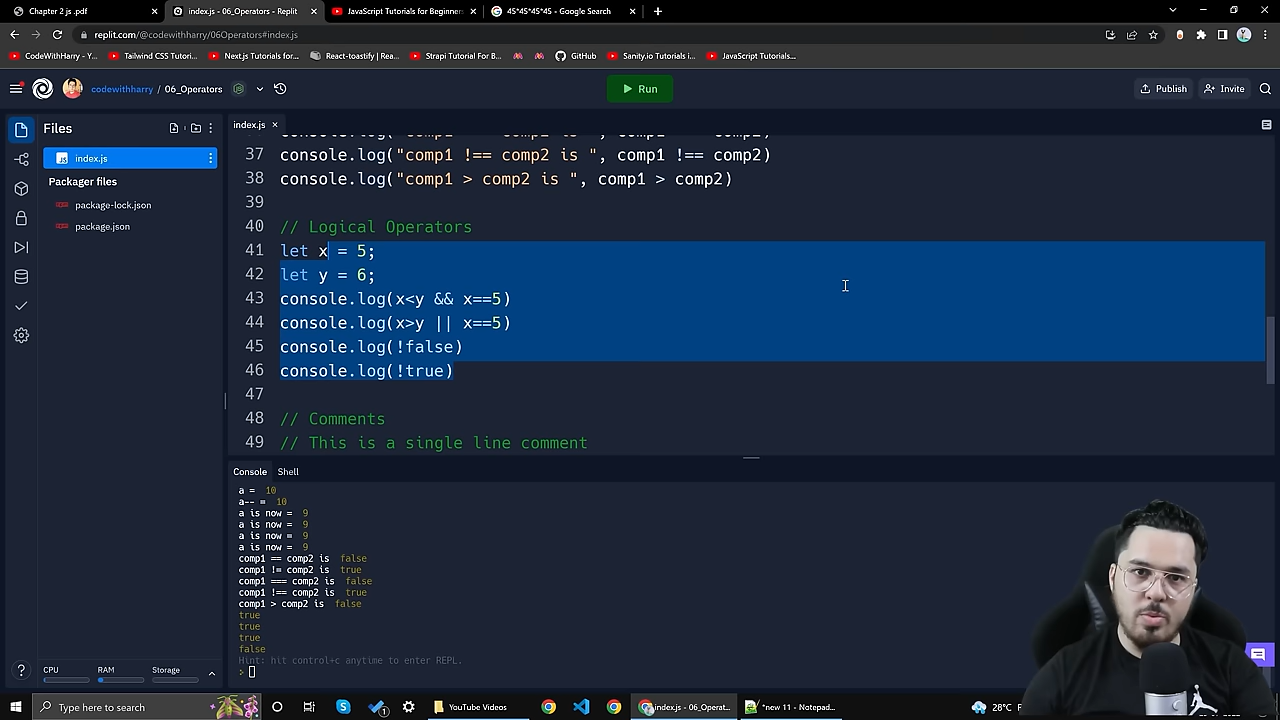 Chapter 2 js .pdf
index.js - 06_Operators - Replit
JavaScript Tutorials for Beginners
45*45*45*45 - Google Search
replit.com/@codewithharry/06Operators#index.js
CodeWithHarry - Y...
Tailwind CSS Tutori...
Next.js Tutorials for...
React-toastify | Rea...
Strapi Tutorial For B...
GitHub
Sanity.io Tutorials i...
JavaScript Tutorials...
codewithharry / 06_Operators
Run
Publish
Invite
Files
index.js
Packager files
package-lock.json
package.json
index.js
37 console.log("comp1 !== comp2 is ", comp1 !== comp2)
38 console.log("comp1 > comp2 is ", comp1 > comp2)
39
40 // Logical Operators
41 let x = 5;
42 let y = 6;
43 console.log(x<y && x==5)
44 console.log(x>y || x==5)
45 console.log(!false)
46 console.log(!true)
47
48 // Comments
49 // This is a single line comment
Console Shell
a =  10
a-- =  10
a is now =  9
a is now =  9
a is now =  9
a is now =  9
comp1 == comp2 is  false
comp1 != comp2 is  true
comp1 === comp2 is  false
comp1 !== comp2 is  true
comp1 > comp2 is  false
true
true
true
false
Hint: hit control+c anytime to enter REPL.
>
CPU RAM Storage
Type here to search
YouTube Videos
index.js - 06_Operat...
*new 11 - Notepad...
28°C